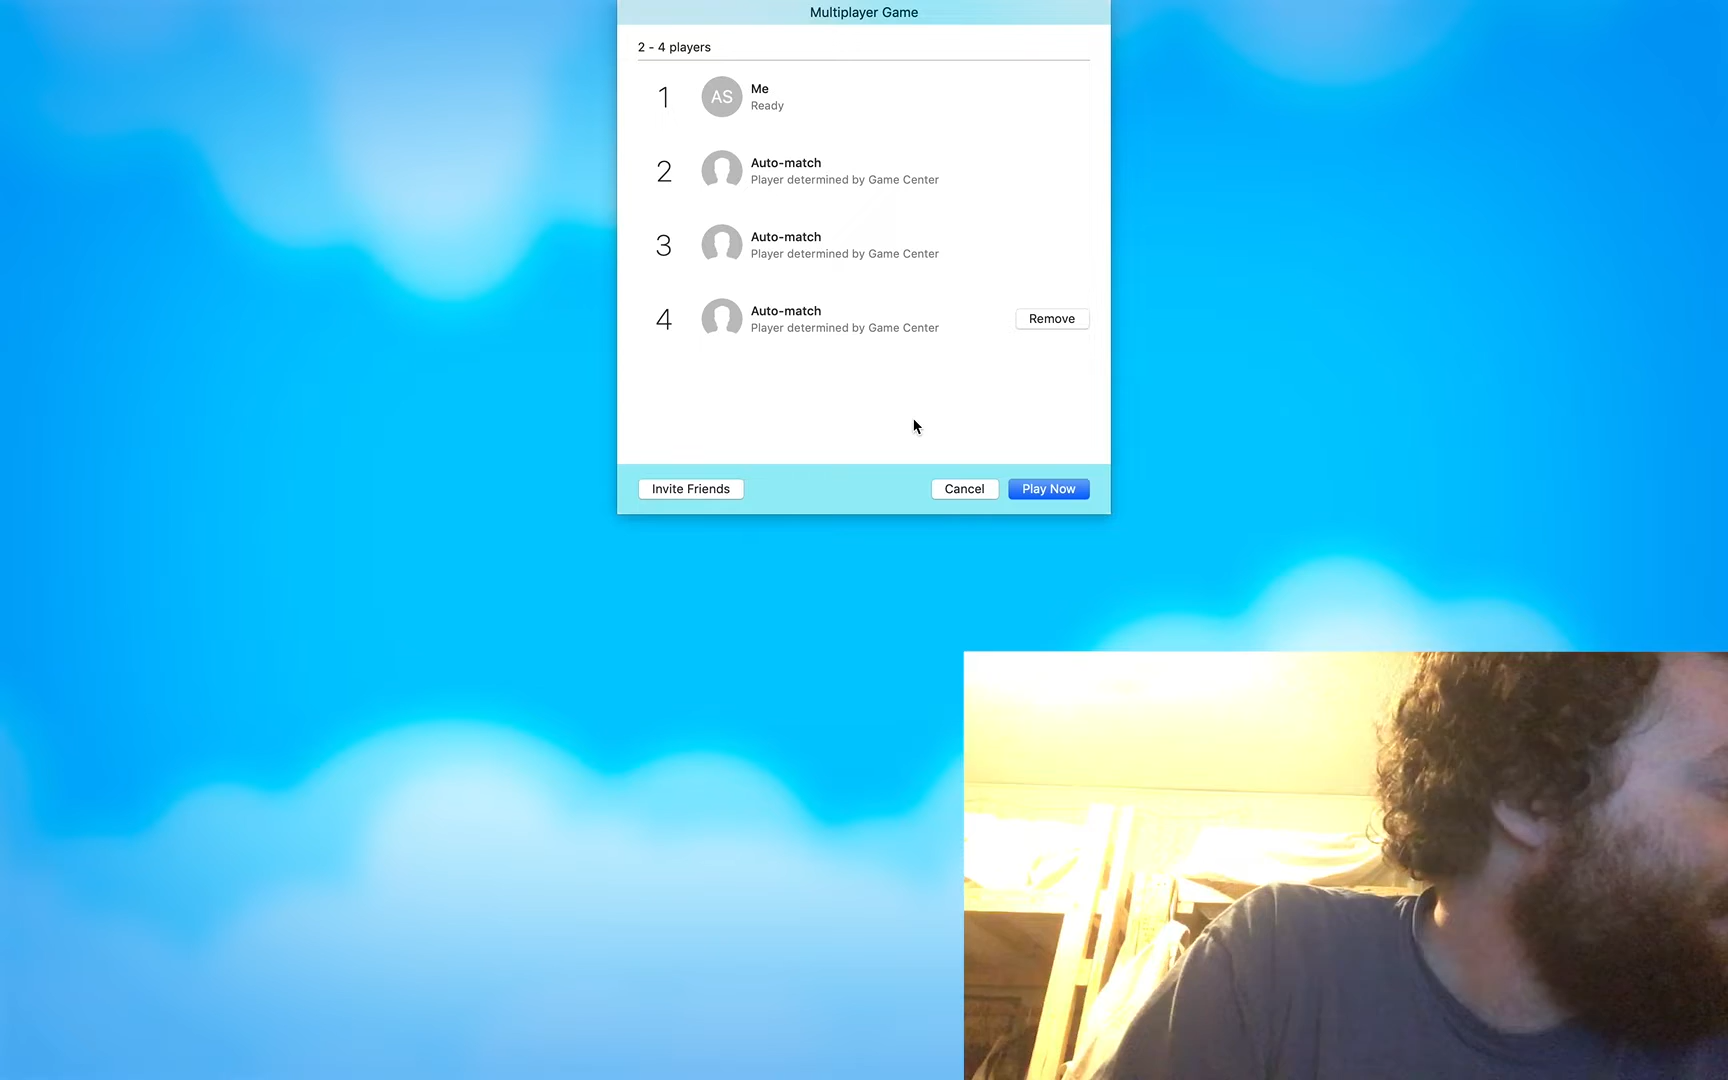 Multiplayer Game
2 - 4 players
1
AS
Me
Ready
2
Auto-match
Player determined by Game Center
3
Auto-match
Player determined by Game Center
4
Auto-match
Player determined by Game Center
Remove
Invite Friends
Cancel
Play Now